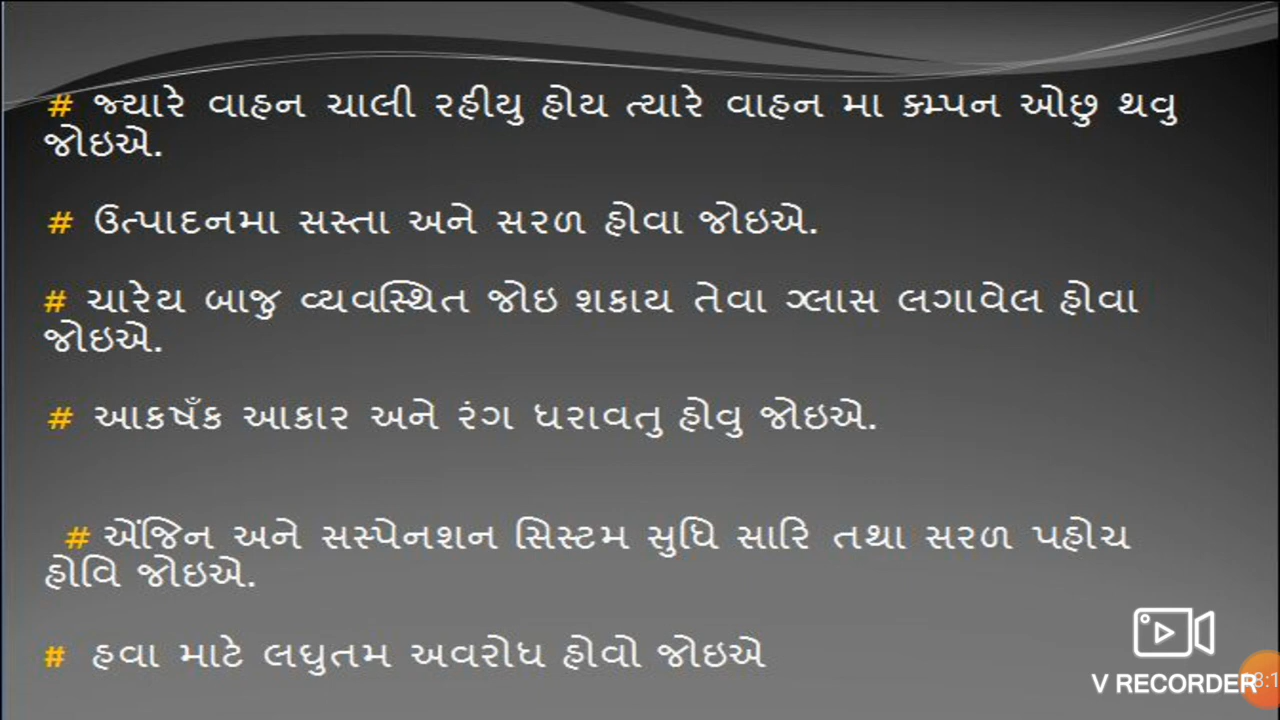 # જ્યારે વાહન ચાલી રહીયુ હોય ત્યારે વાહન મા ક્મ્પન ઓછુ થવુ
જોઇએ.
# ઉત્પાદનમા સસ્તા અને સરળ હોવા જોઇએ.
# ચારેય બાજુ વ્યવસ્થિત જોઇ શકાય તેવા ગ્લાસ લગાવેલ હોવા
જોઇએ.
# આકર્ષઁક આકાર અને રંગ ધરાવતુ હોવુ જોઇએ.
# એંજિન અને સસ્પેનશન સિસ્ટમ સુધિ સારિ તથા સરળ પહોચ
હોવિ જોઇએ.
# હવા માટે લઘુતમ અવરોધ હોવો જોઇએ
V RECORDER